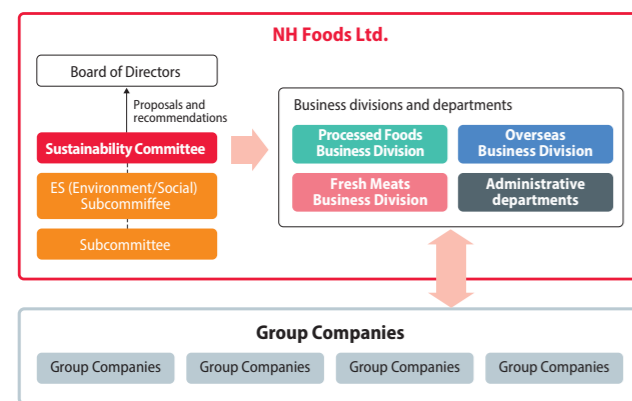 NH Foods Ltd.
Board of Directors
Proposals and
recommendations
Sustainability Committee
ES (Environment/Social)
Subcommiffee
Subcommittee
Business divisions and departments
Processed Foods
Business Division
Overseas
Business Division
Fresh Meats
Business Division
Administrative
departments
Group Companies
Group Companies
Group Companies
Group Companies
Group Companies